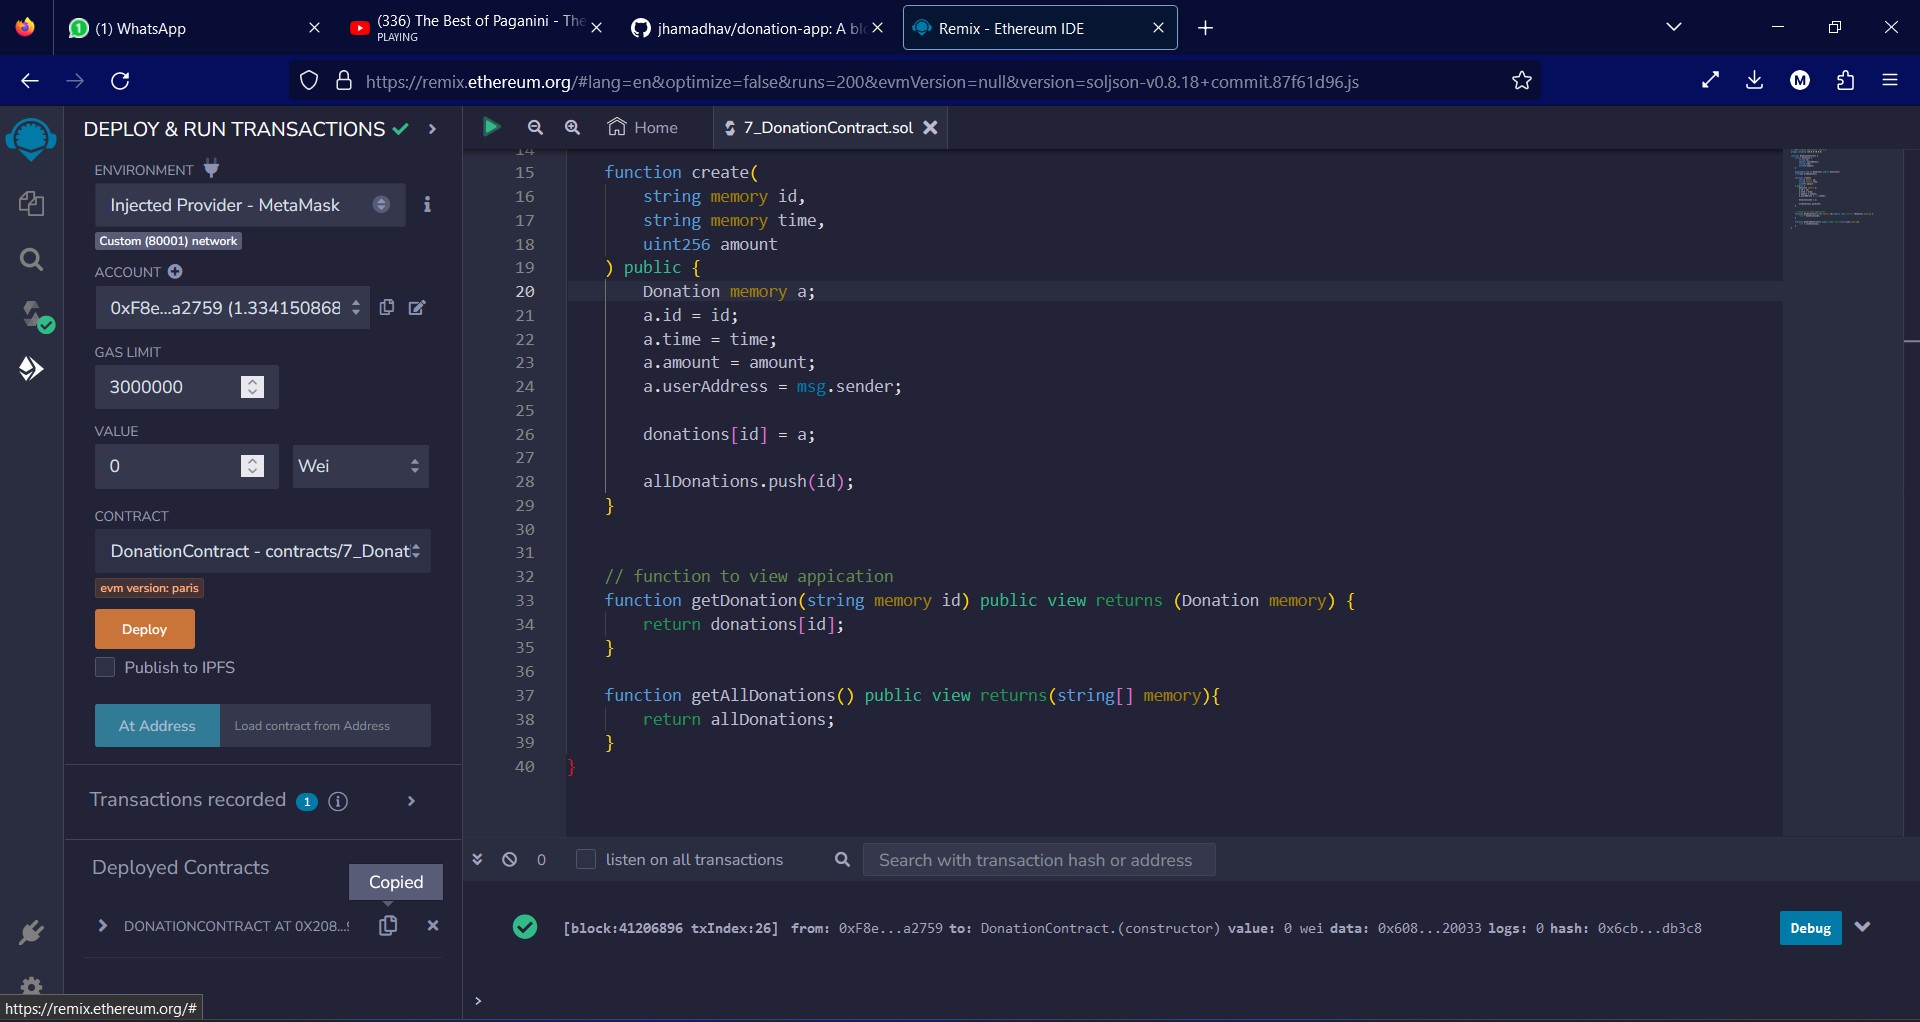 (1) WhatsApp
(336) The Best of Paganini - The
PLAYING
jhamadhav/donation-app: A blo
Remix - Ethereum IDE
https://remix.ethereum.org/#lang=en&optimize=false&runs=200&evmVersion=null&version=soljson-v0.8.18+commit.87f61d96.js
M
DEPLOY & RUN TRANSACTIONS
ENVIRONMENT
Injected Provider - MetaMask
Custom (80001) network
ACCOUNT
0xF8e...a2759 (1.334150868
GAS LIMIT
3000000
VALUE
0
Wei
CONTRACT
DonationContract - contracts/7_Donati
evm version: paris
Deploy
Publish to IPFS
At Address
Load contract from Address
Transactions recorded 1
Deployed Contracts
Copied
DONATIONCONTRACT AT 0X208...
https://remix.ethereum.org/#
Home
7_DonationContract.sol
14
15 function create(
16 string memory id,
17 string memory time,
18 uint256 amount
19 ) public {
20 Donation memory a;
21 a.id = id;
22 a.time = time;
23 a.amount = amount;
24 a.userAddress = msg.sender;
25
26 donations[id] = a;
27
28 allDonations.push(id);
29 }
30
31
32 // function to view appication
33 function getDonation(string memory id) public view returns (Donation memory) {
34 return donations[id];
35 }
36
37 function getAllDonations() public view returns(string[] memory){
38 return allDonations;
39 }
40 }
0
listen on all transactions
Search with transaction hash or address
[block:41206896 txIndex:26] from: 0xF8e...a2759 to: DonationContract.(constructor) value: 0 wei data: 0x608...20033 logs: 0 hash: 0x6cb...db3c8
Debug
>